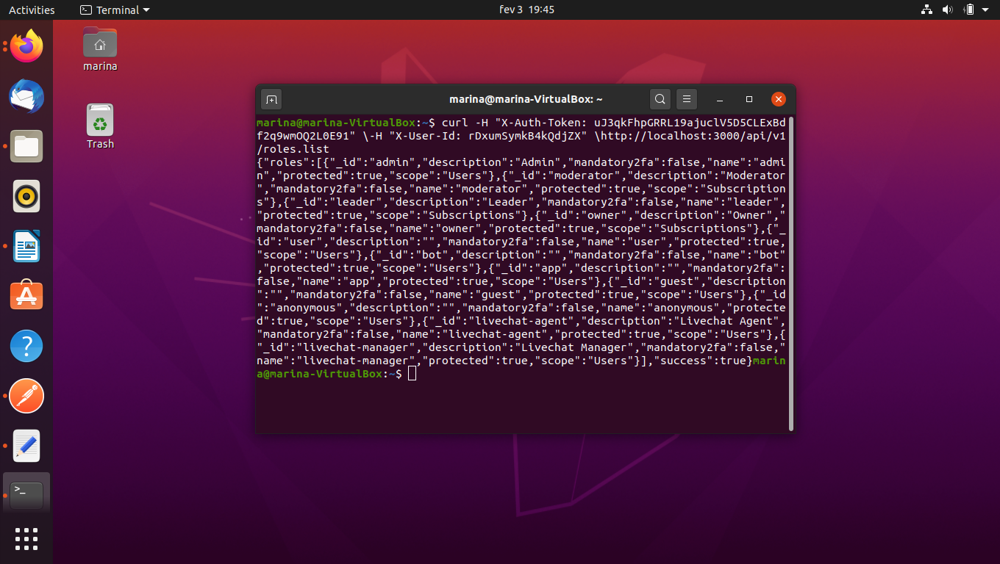 Activities
Terminal
fev 3 19:45
marina
Trash
marina@marina-VirtualBox: ~
marina@marina-VirtualBox:~$ curl -H "X-Auth-Token: uJ3qkFhpGRRL19ajuclV5D5CLExBd
f2q9wmOQ2L0E91" \-H "X-User-Id: rDxumSymkB4kQdjZX" \http://localhost:3000/api/v1
/roles.list
{"roles":[{"_id":"admin","description":"Admin","mandatory2fa":false,"name":"admi
n","protected":true,"scope":"Users"},{"_id":"moderator","description":"Moderator
","mandatory2fa":false,"name":"moderator","protected":true,"scope":"Subscription
s"},{"_id":"leader","description":"Leader","mandatory2fa":false,"name":"leader",
"protected":true,"scope":"Subscriptions"},{"_id":"owner","description":"Owner","
mandatory2fa":false,"name":"owner","protected":true,"scope":"Subscriptions"},{"_
id":"user","description":"","mandatory2fa":false,"name":"user","protected":true,
"scope":"Users"},{"_id":"bot","description":"","mandatory2fa":false,"name":"bot"
,"protected":true,"scope":"Users"},{"_id":"app","description":"","mandatory2fa":
false,"name":"app","protected":true,"scope":"Users"},{"_id":"guest","description
":"","mandatory2fa":false,"name":"guest","protected":true,"scope":"Users"},{"_id
":"anonymous","description":"","mandatory2fa":false,"name":"anonymous","protecte
d":true,"scope":"Users"},{"_id":"livechat-agent","description":"Livechat Agent",
"mandatory2fa":false,"name":"livechat-agent","protected":true,"scope":"Users"},{
"_id":"livechat-manager","description":"Livechat Manager","mandatory2fa":false,"
name":"livechat-manager","protected":true,"scope":"Users"}],"success":true}marin
a@marina-VirtualBox:~$